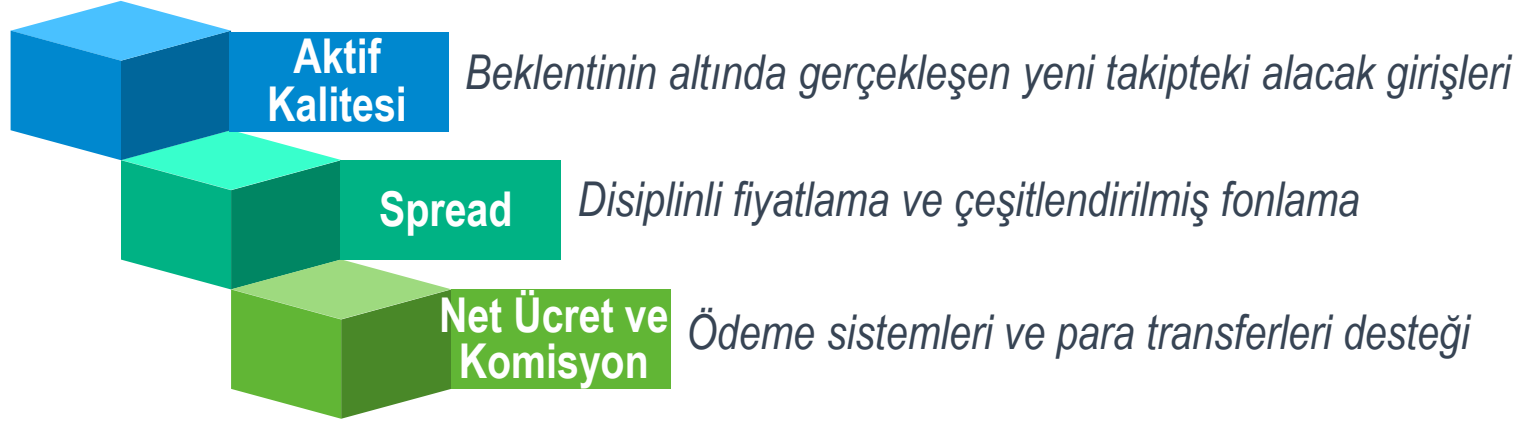 Aktif
Kalitesi
Beklentinin altında gerçekleşen yeni takipteki alacak girişleri
Spread
Disiplinli fiyatlama ve çeşitlendirilmiş fonlama
Net Ücret ve
Komisyon
Ödeme sistemleri ve para transferleri desteği